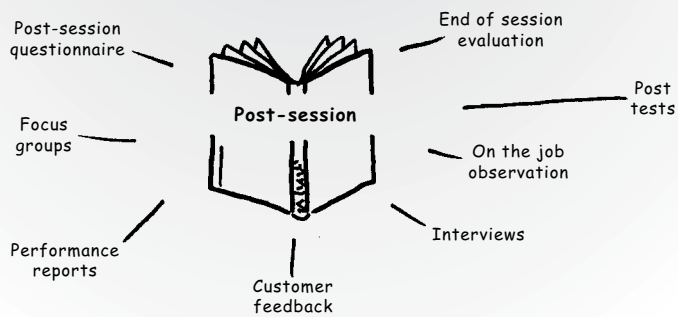 Post-session
questionnaire
End of session
evaluation
Post
tests
Post-session
Focus
groups
On the job
observation
Interviews
Performance
reports
Customer
feedback